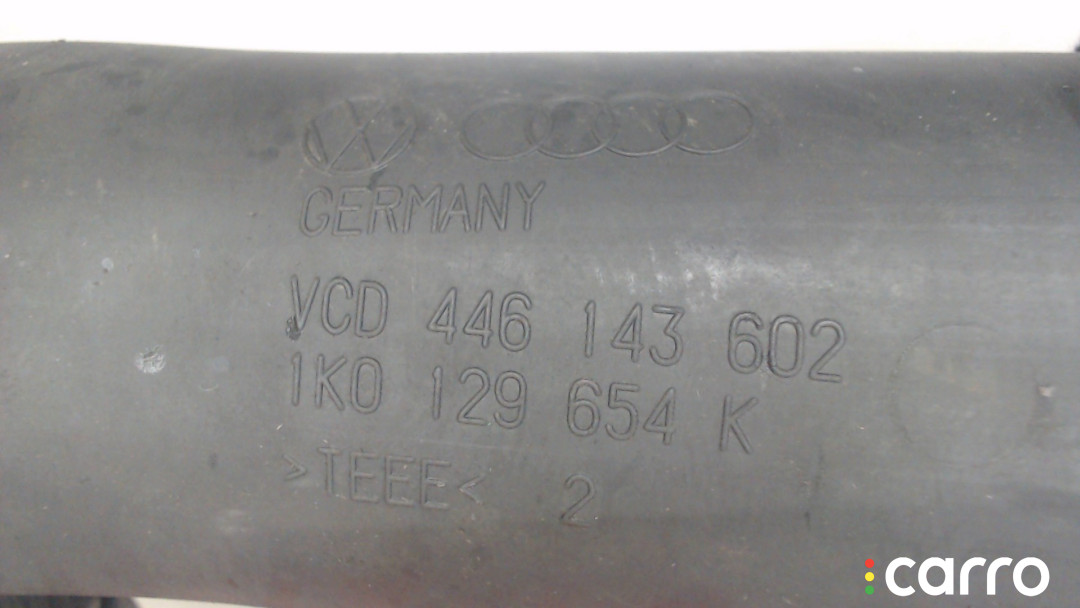 GERMANY
VCD 446 143 602
1K0 129 654 K
>TEEE< 2
carro